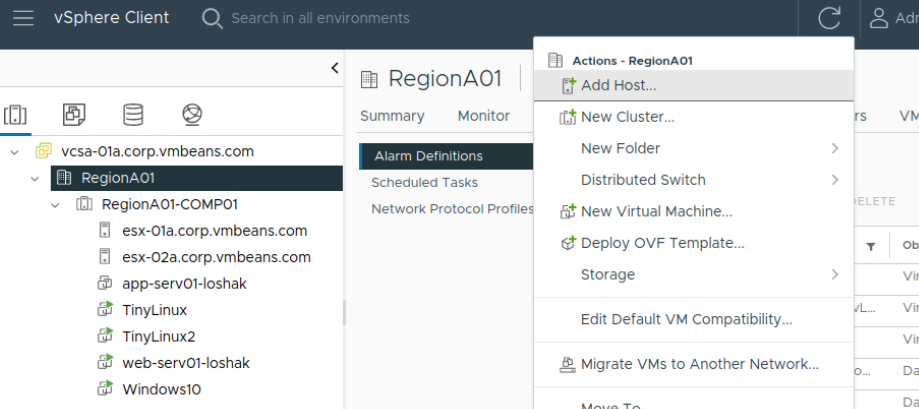 vSphere Client
Search in all environments
Adn
RegionA01
Summary
Monitor
rs
VM
vcsa-01a.corp.vmbeans.com
RegionA01
RegionA01-COMP01
esx-01a.corp.vmbeans.com
esx-02a.corp.vmbeans.com
app-serv01-loshak
TinyLinux
TinyLinux2
web-serv01-loshak
Windows10
Alarm Definitions
Scheduled Tasks
Network Protocol Profiles
Actions - RegionA01
Add Host...
New Cluster...
New Folder
Distributed Switch
New Virtual Machine...
Deploy OVF Template...
Storage
Edit Default VM Compatibility...
Migrate VMs to Another Network...
Move To...
ELETE
Ob
Vir
vL...
Vir
Vir
o...
Da
Da